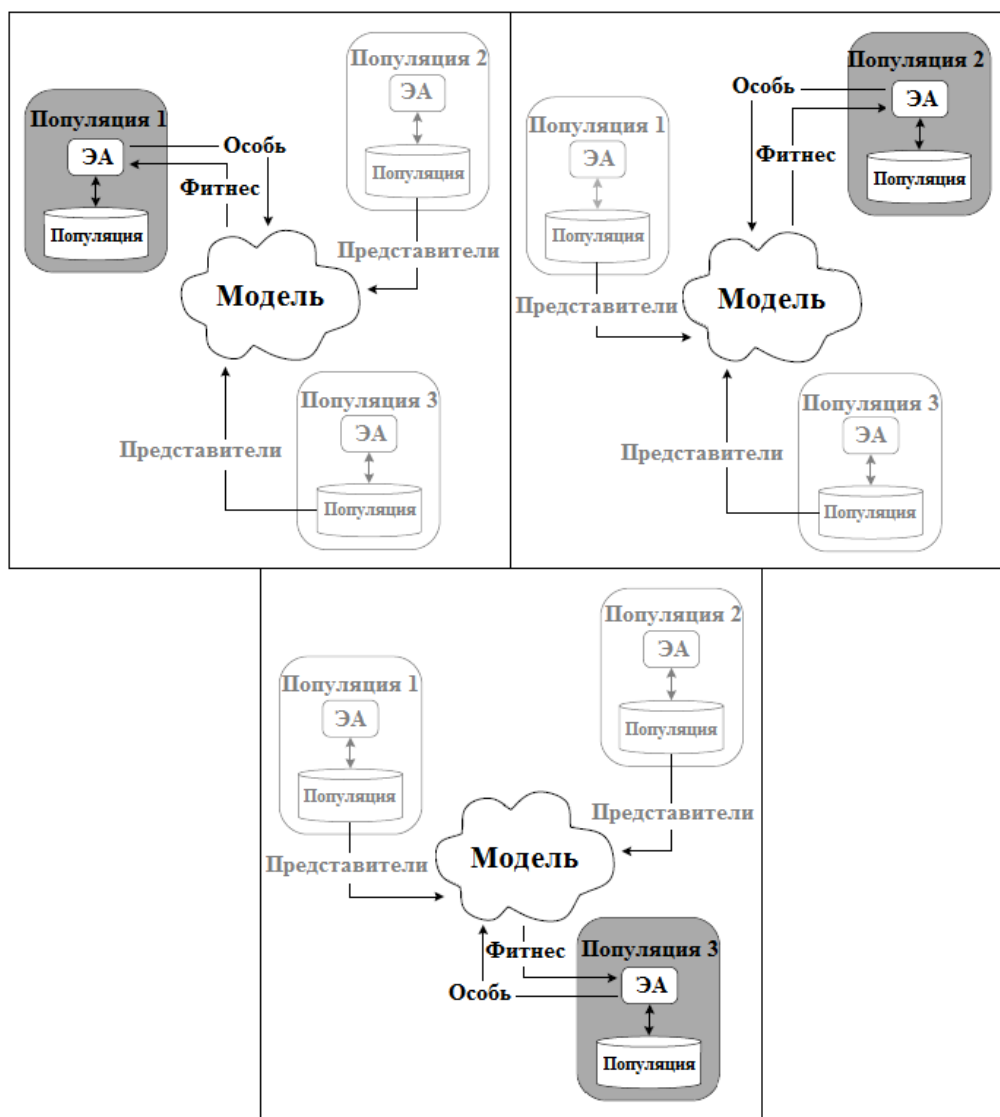 Популяция 2
ЭА
Популяция
Представители
Популяция 1
ЭА
Популяция
Особь
Фитнес
Модель
Популяция 3
ЭА
Популяция
Представители
Популяция 2
ЭА
Популяция
Особь
Фитнес
Популяция 1
ЭА
Популяция
Представители
Модель
Популяция 3
ЭА
Популяция
Представители
Популяция 2
ЭА
Популяция
Представители
Популяция 1
ЭА
Популяция
Представители
Модель
Фитнес
Особь
Популяция 3
ЭА
Популяция